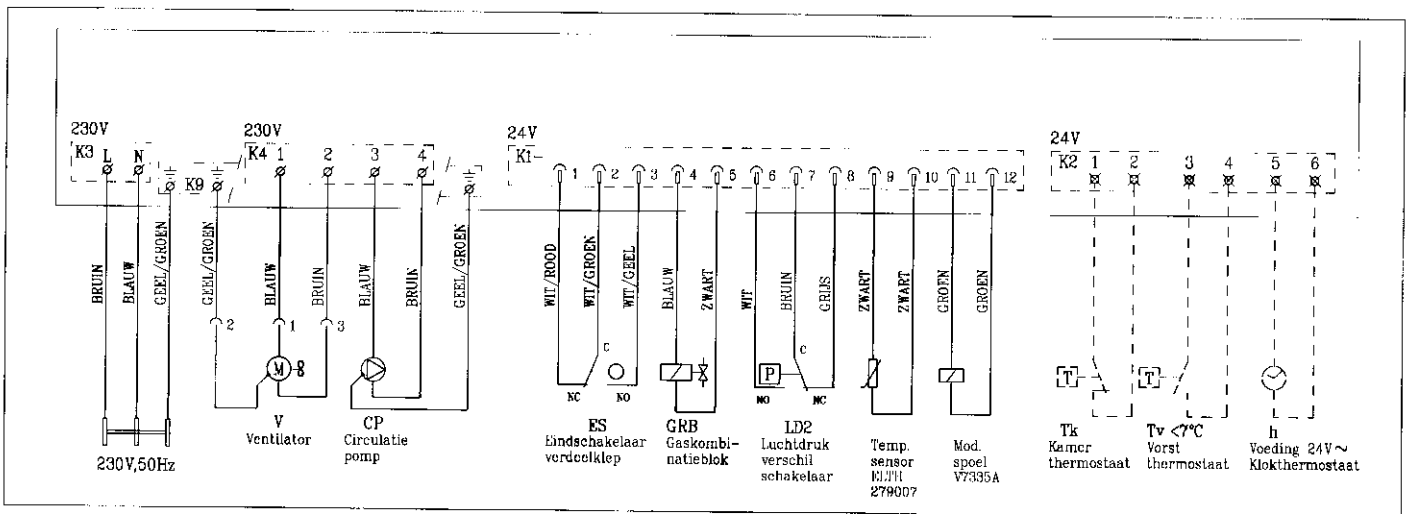 230V
230V
24V
24V
K3 L N
K9
K4 1 2 3 4
K1-
1 2 3 4 5 6 7 8 9 10 11 12
K2 1 2 3 4 5 6
BRUIN
BLAUW
GEEL/GROEN
GEEL/GROEN
BLAUW
BRUIN
BLAUW
BRUIN
GEEL/GROEN
WIT/ROOD
WIT/GROEN
WIT/GEEL
BLAUW
ZWART
WIT
BRUIN
GRIJS
ZWART
ZWART
GROEN
GROEN
2 1 3
M
C
NC NO
P
C
NO NC
T
T
230V,50Hz
V
Ventilator
CP
Circulatie
pomp
ES
Eindschakelaar
verdeelklep
GRB
Gaskombi-
natieblok
LD2
Luchtdruk
verschil
schakelaar
Temp.
sensor
ELTH
279007
Mod.
spoel
V7335A
Tk
Kamer
thermostaat
Tv <7°C
Vorst
thermostaat
h
Voeding 24V~
Klokthermostaat